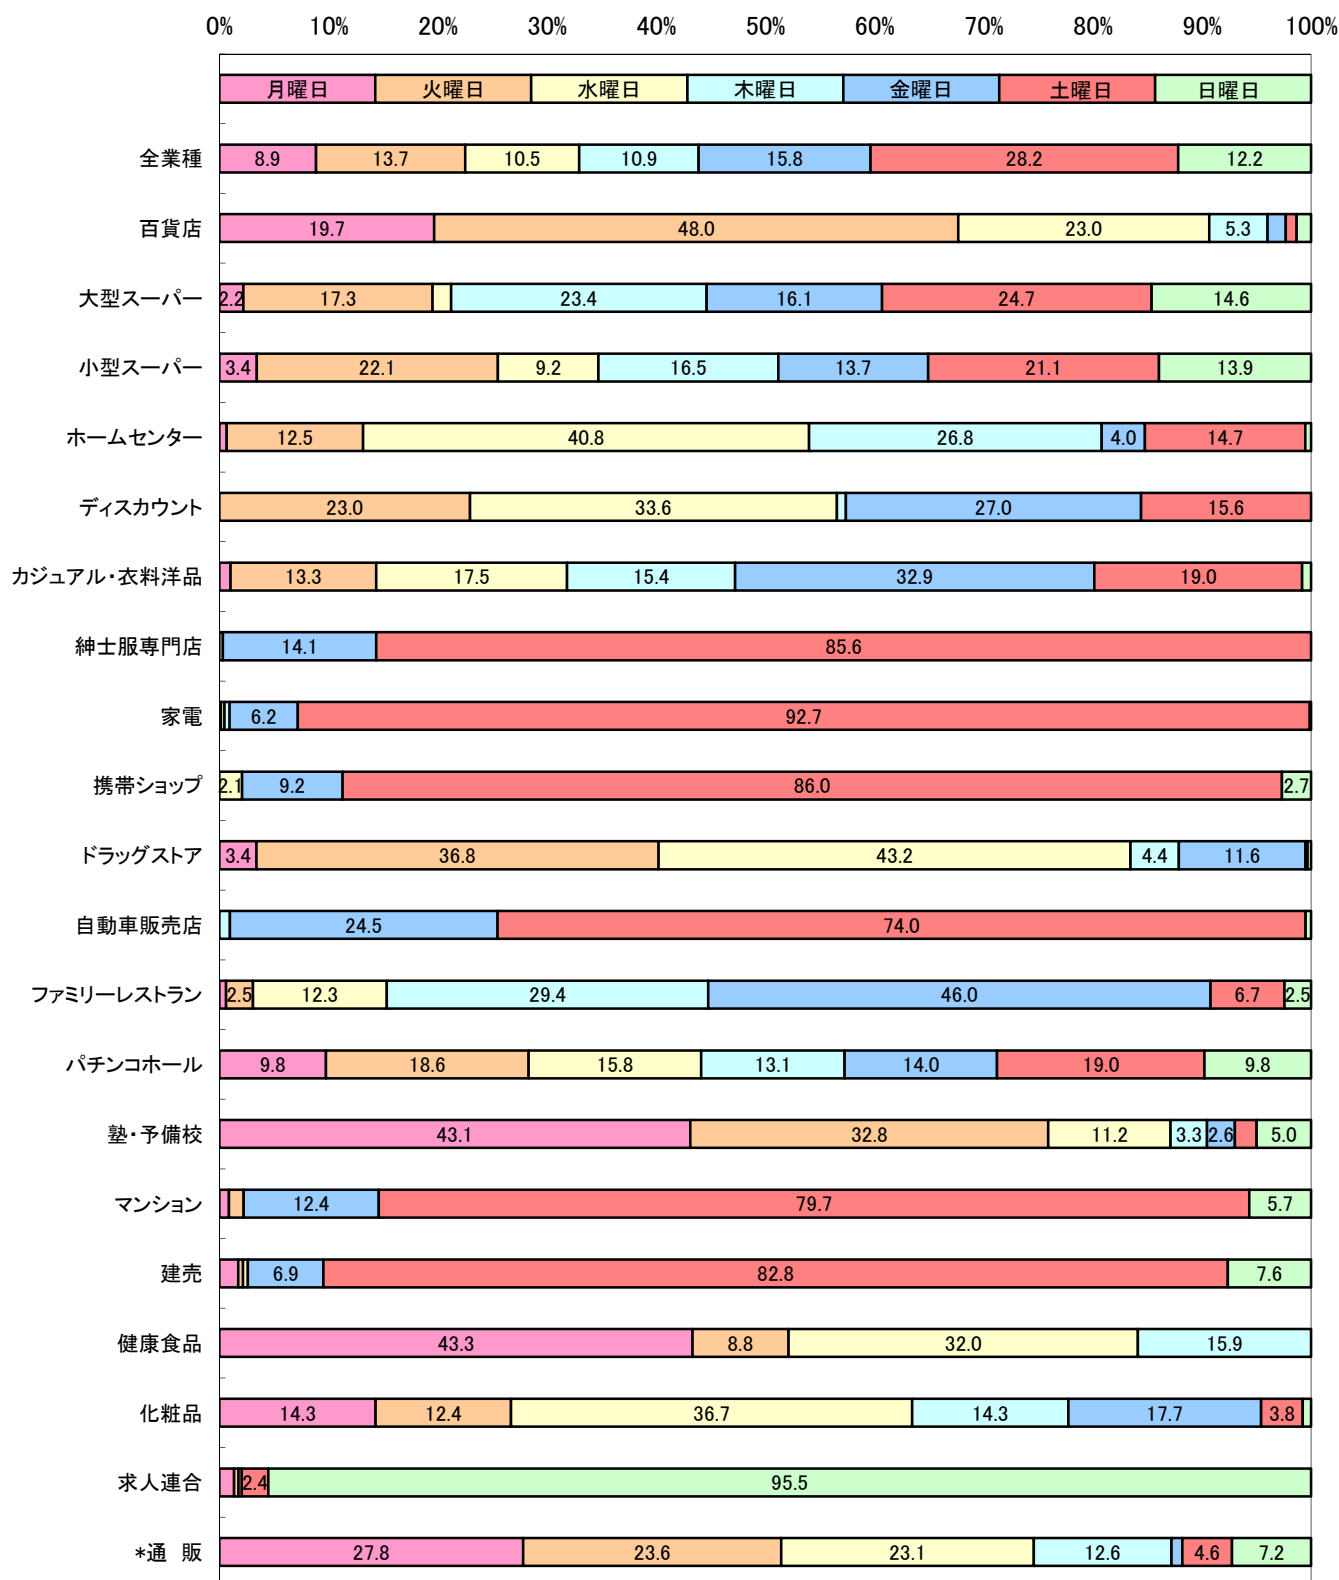 0% 10% 20% 30% 40% 50% 60% 70% 80% 90% 100%
月曜日 火曜日 水曜日 木曜日 金曜日 土曜日 日曜日
全業種 8.9 13.7 10.5 10.9 15.8 28.2 12.2
百貨店 19.7 48.0 23.0 5.3
大型スーパー 2.2 17.3 23.4 16.1 24.7 14.6
小型スーパー 3.4 22.1 9.2 16.5 13.7 21.1 13.9
ホームセンター 12.5 40.8 26.8 4.0 14.7
ディスカウント 23.0 33.6 27.0 15.6
カジュアル・衣料洋品 13.3 17.5 15.4 32.9 19.0
紳士服専門店 14.1 85.6
家電 6.2 92.7
携帯ショップ 2.1 9.2 86.0 2.7
ドラッグストア 3.4 36.8 43.2 4.4 11.6
自動車販売店 24.5 74.0
ファミリーレストラン 2.5 12.3 29.4 46.0 6.7 2.5
パチンコホール 9.8 18.6 15.8 13.1 14.0 19.0 9.8
塾・予備校 43.1 32.8 11.2 3.3 2.6 5.0
マンション 12.4 79.7 5.7
建売 6.9 82.8 7.6
健康食品 43.3 8.8 32.0 15.9
化粧品 14.3 12.4 36.7 14.3 17.7 3.8
求人連合 2.4 95.5
*通　販 27.8 23.6 23.1 12.6 4.6 7.2